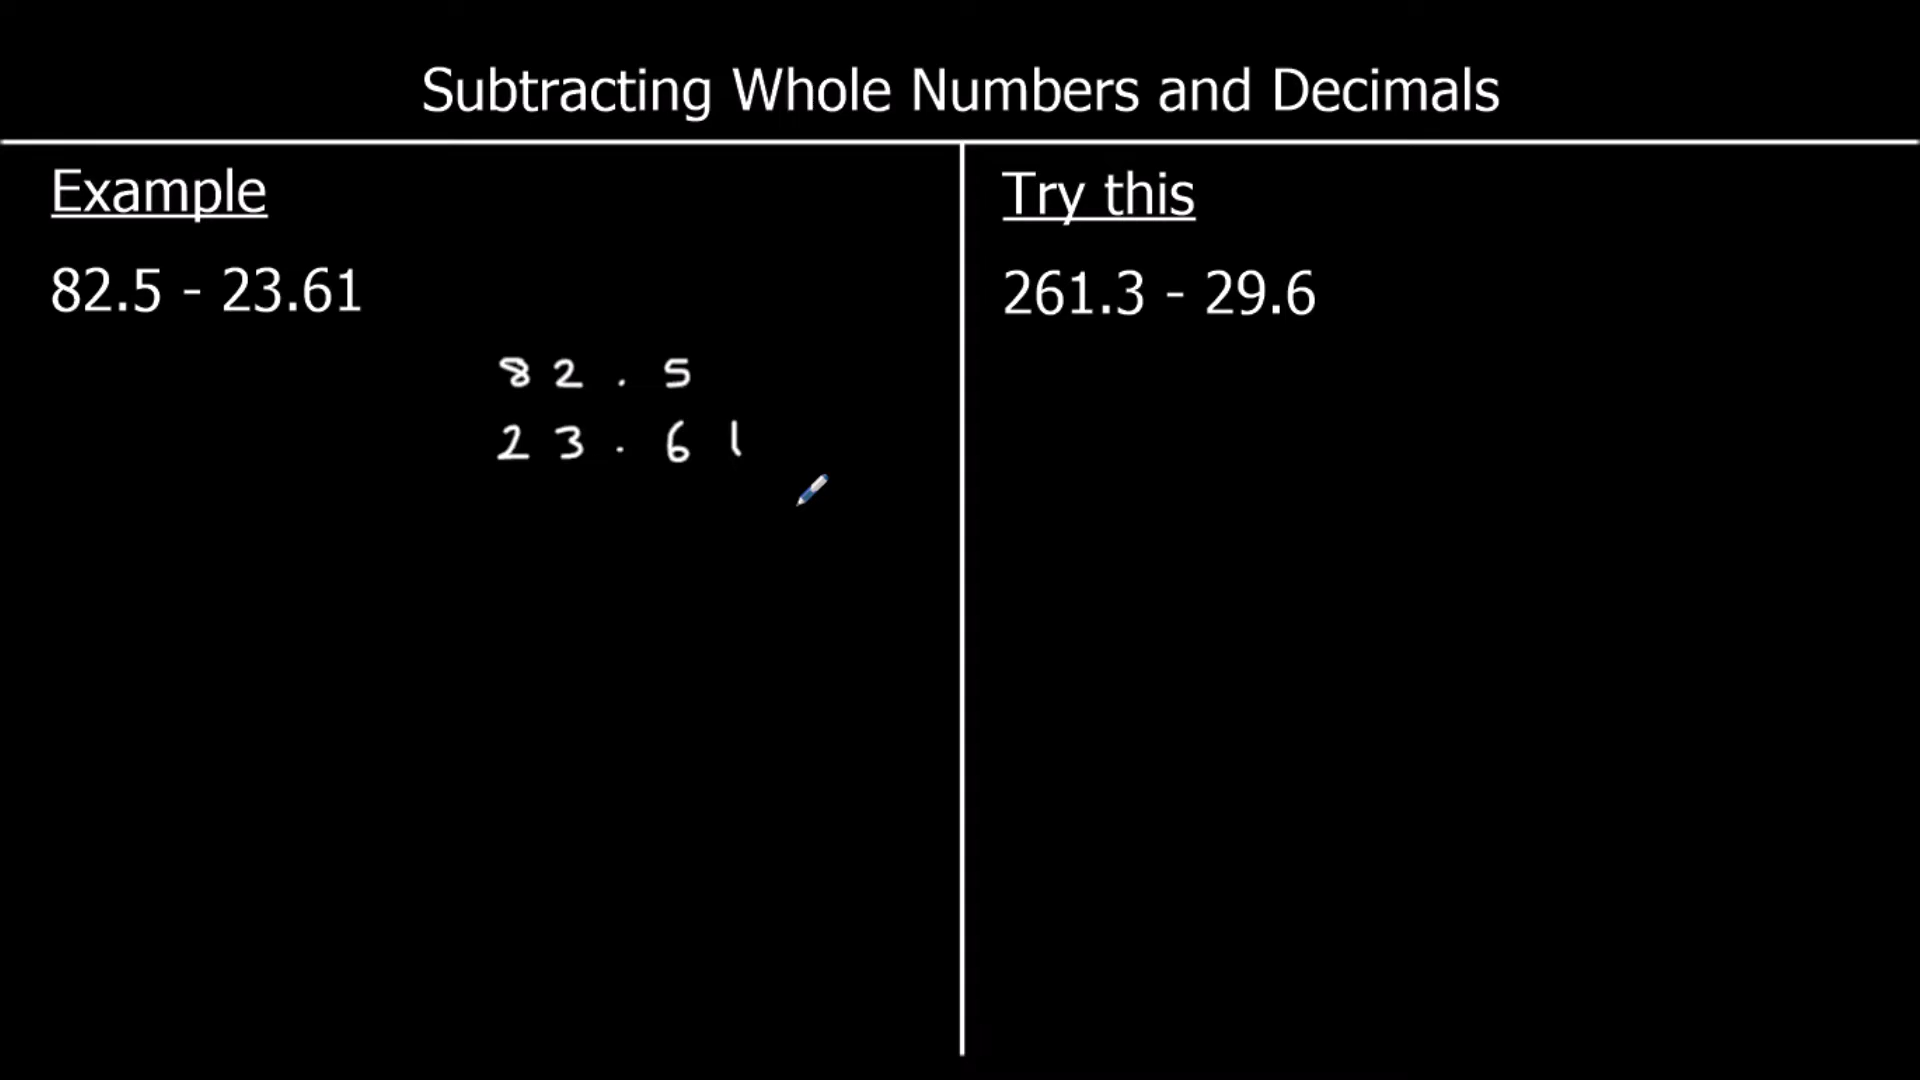 Subtracting Whole Numbers and Decimals
Example
82.5 - 23.61
82.5
23.61
Try this
261.3 - 29.6